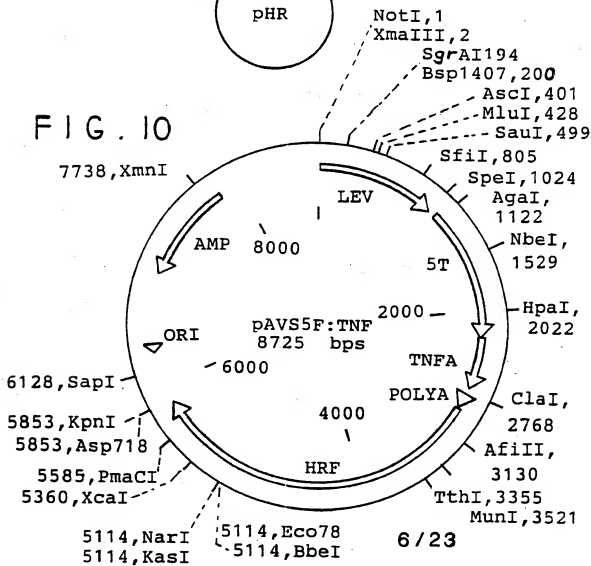 pHR
NotI,1
XmaIII,2
SgrAI194
Bsp1407,200
AscI,401
MluI,428
SauI,499
FIG. 10
SfiI,805
7738,XmnI
SpeI,1024
AgaI,
1122
LEV
NbeI,
1529
AMP
8000
5T
HpaI,
2022
pAVS5F:TNF
8725 bps
2000
ORI
6000
TNFA
6128,SapI
POLYA
ClaI,
2768
5853,KpnI
5853,Asp718
4000
AfiII,
3130
5585,PmaCI
5360,XcaI
HRF
TthI,3355
MunI,3521
5114,NarI
5114,KasI
5114,Eco78
5114,BbeI
6/23